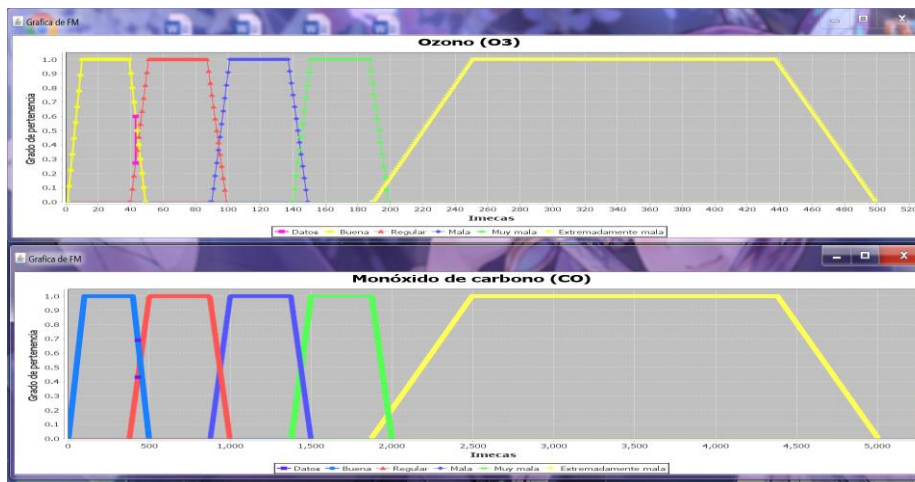 Grafica de FM
Ozono (O3)
Grado de pertenencia
1.0
0.9
0.8
0.7
0.6
0.5
0.4
0.3
0.2
0.1
0.0
0 20 40 60 80 100 120 140 160 180 200 220 240 260 280 300 320 340 360 380 400 420 440 460 480 500 520
Imecas
Datos Buena Regular Mala Muy mala Extremadamente mala
Grafica de FM
Monóxido de carbono (CO)
Grado de pertenencia
1.0
0.9
0.8
0.7
0.6
0.5
0.4
0.3
0.2
0.1
0.0
0 500 1,000 1,500 2,000 2,500 3,000 3,500 4,000 4,500 5,000
Imecas
Datos Buena Regular Mala Muy mala Extremadamente mala